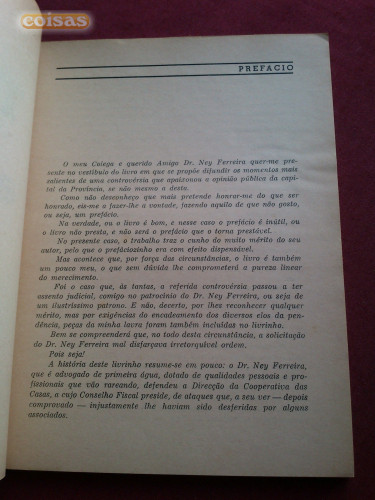 coisas
PREFACIO
O meu Colega e querido Amigo Dr. Ney Ferreira quer-me pre-
sente no vestíbulo do livro em que se propôs difundir os momentos mais
salientes de uma controvérsia que apaixonou a opinião pública da capi-
tal da Província, se não mesmo a desta.
Como não desconheço que mais pretende honrar-me do que ser
honrado, eis-me a fazer-lhe a vontade, fazendo aquilo de que não gosto,
ou seja, um prefácio.
Na verdade, ou o livro é bom, e nesse caso o prefácio é inútil, ou
o livro não presta, e não será o prefácio que o torna prestável.
No presente caso, o trabalho traz o cunho do muito mérito do seu
autor, pelo que o prefáciozinho era com efeito dispensável.
Mas acontece que, por força das circunstâncias, o livro é também
um pouco meu, o que sem dúvida lhe comprometerá a pureza linear
do merecimento.
Foi o caso que, às tantas, a referida controvérsia passou a ter
assento judicial, comigo no patrocínio do Dr. Ney Ferreira, ou seja de
um ilustríssimo patrono. E não, decerto, por lhes reconhecer qualquer
mérito, mas por exigências do encadeamento dos diversos elos da pen-
dência, peças da minha lavra foram também incluídas no livrinho.
Bem se compreenderá que, no todo desta circunstância, a solicitação
do Dr. Ney Ferreira mal disfarçava irretorquível ordem.
Pois seja!
A história deste livrinho resume-se em pouco: o Dr. Ney Ferreira,
que é advogado de primeira água, dotado de qualidades pessoais e pro-
fissionais que vão rareando, defendeu a Direcção da Cooperativa das
Casas, a cujo Conselho Fiscal preside, de ataques que, a seu ver — depois
comprovado — injustamente lhe haviam sido desferidos por alguns
associados.